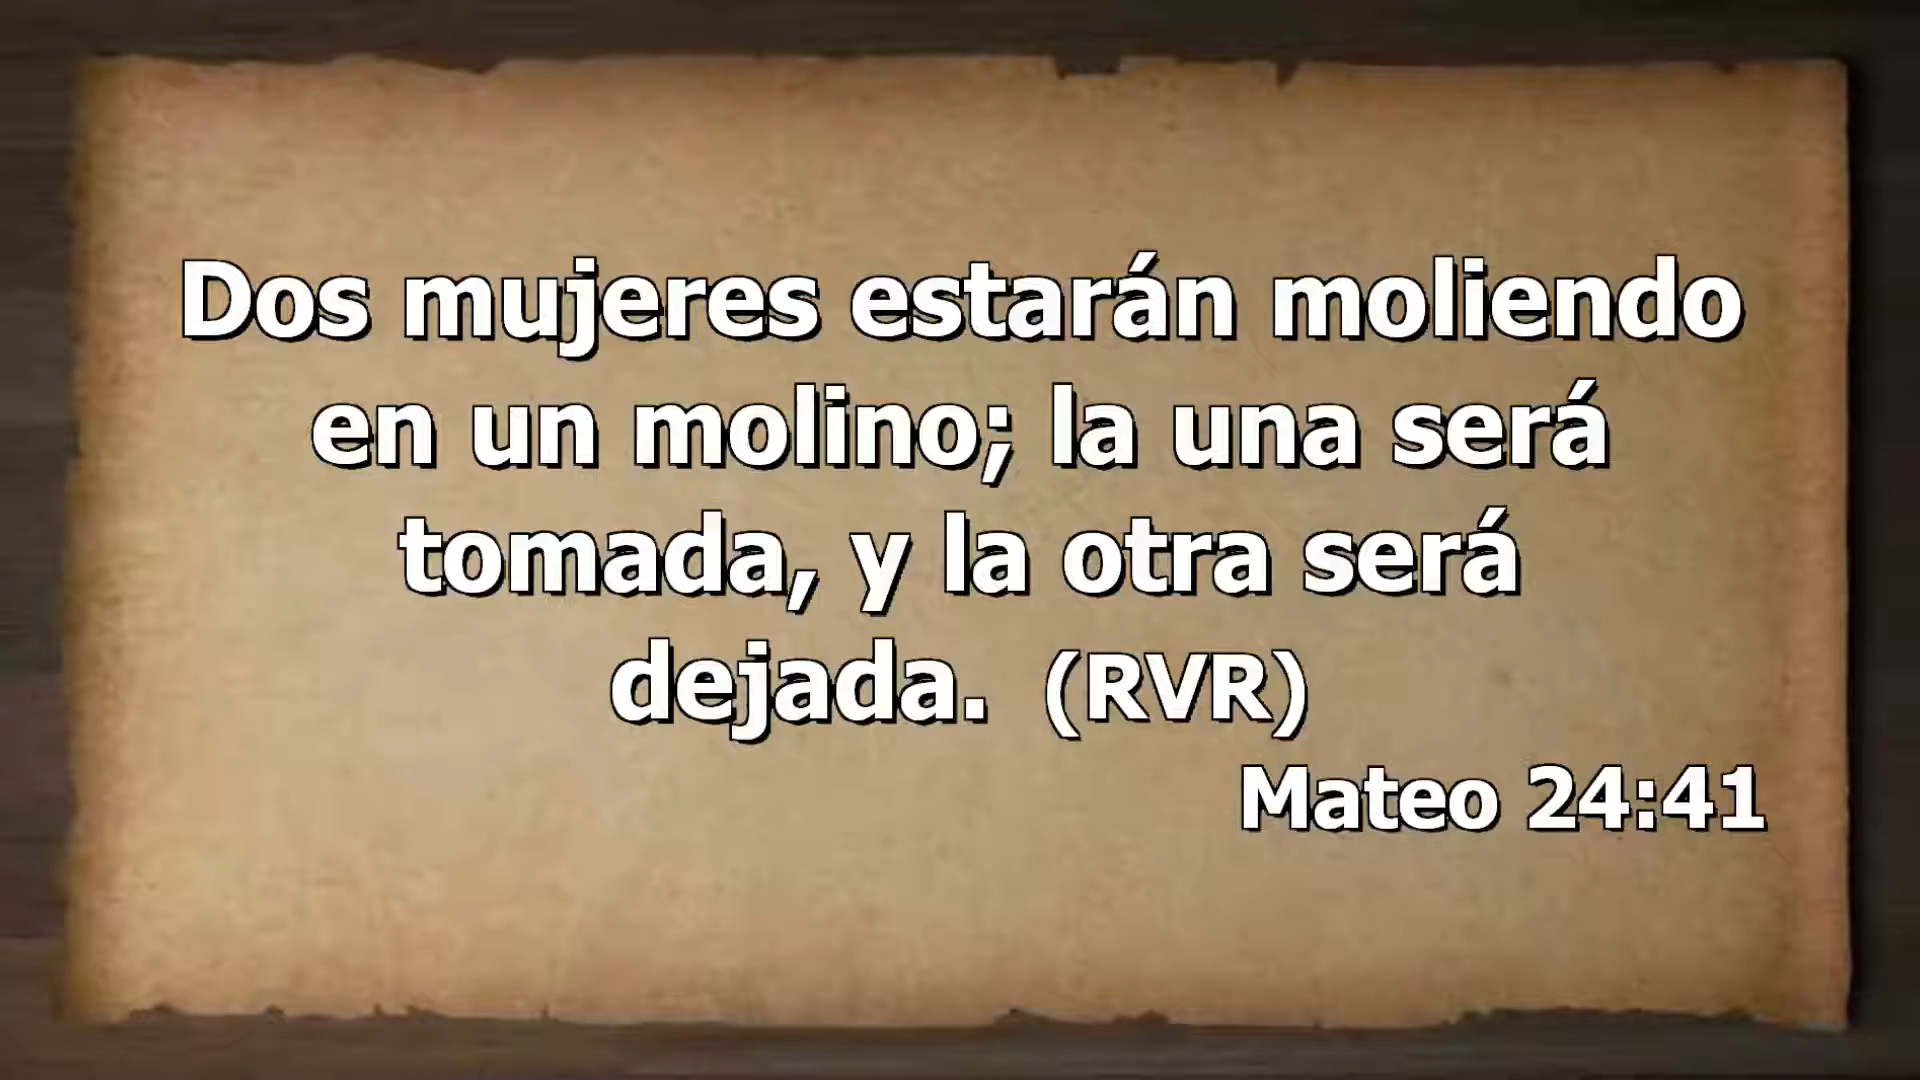 Dos mujeres estarán moliendo
en un molino; la una será
tomada, y la otra será
dejada.  (RVR)
Mateo 24:41